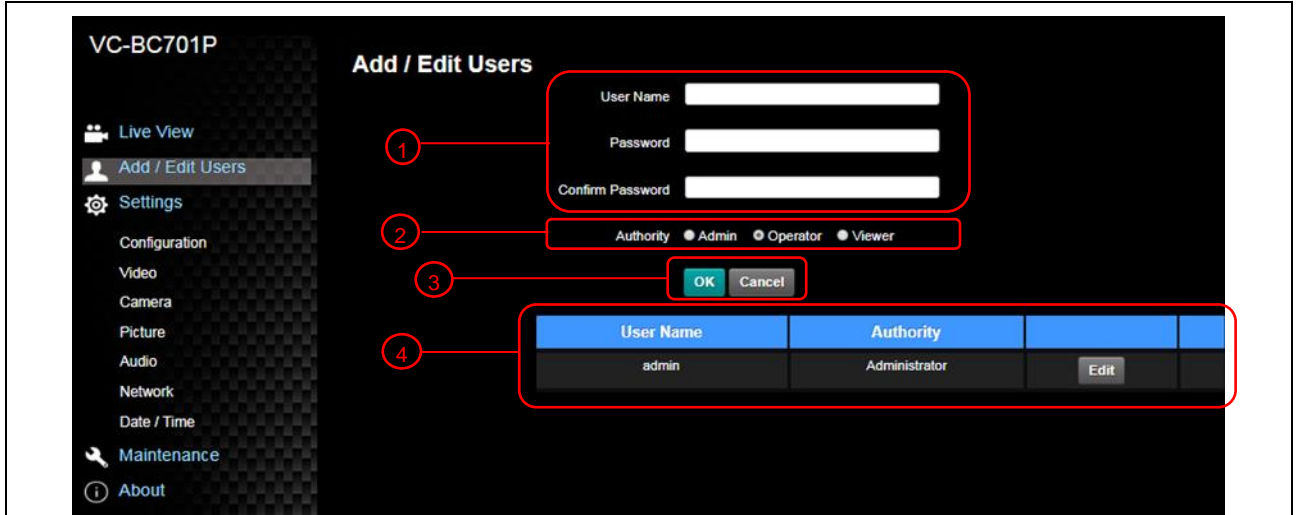 VC-BC701P
Live View
Add / Edit Users
Settings
Configuration
Video
Camera
Picture
Audio
Network
Date / Time
Maintenance
About
Add / Edit Users
1
User Name
Password
Confirm Password
2
Authority Admin Operator Viewer
3
OK Cancel
4
User Name Authority
admin Administrator Edit